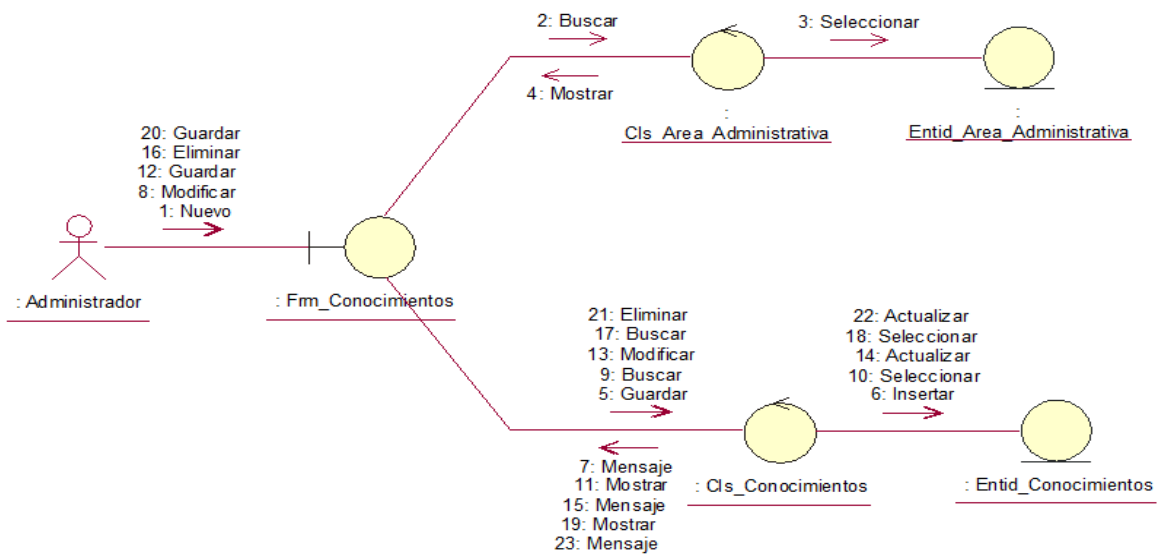 2: Buscar
3: Seleccionar
4: Mostrar
:
Cls_Area_Administrativa
:
Entid_Area_Administrativa
20: Guardar
16: Eliminar
12: Guardar
8: Modificar
1: Nuevo
: Administrador
: Frm_Conocimientos
21: Eliminar
17: Buscar
13: Modificar
9: Buscar
5: Guardar
22: Actualizar
18: Seleccionar
14: Actualizar
10: Seleccionar
6: Insertar
7: Mensaje
11: Mostrar
15: Mensaje
19: Mostrar
23: Mensaje
: Cls_Conocimientos
: Entid_Conocimientos